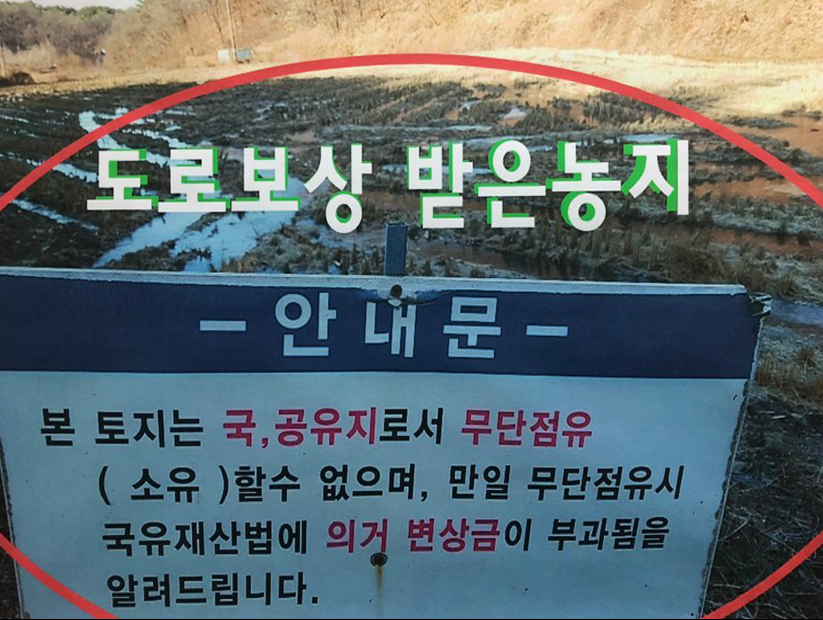 도로보상 받은농지
- 안내문 -
본 토지는 국,공유지로서 무단점유
( 소유 )할수 없으며, 만일 무단점유시
국유재산법에 의거 변상금이 부과됨을
알려드립니다.